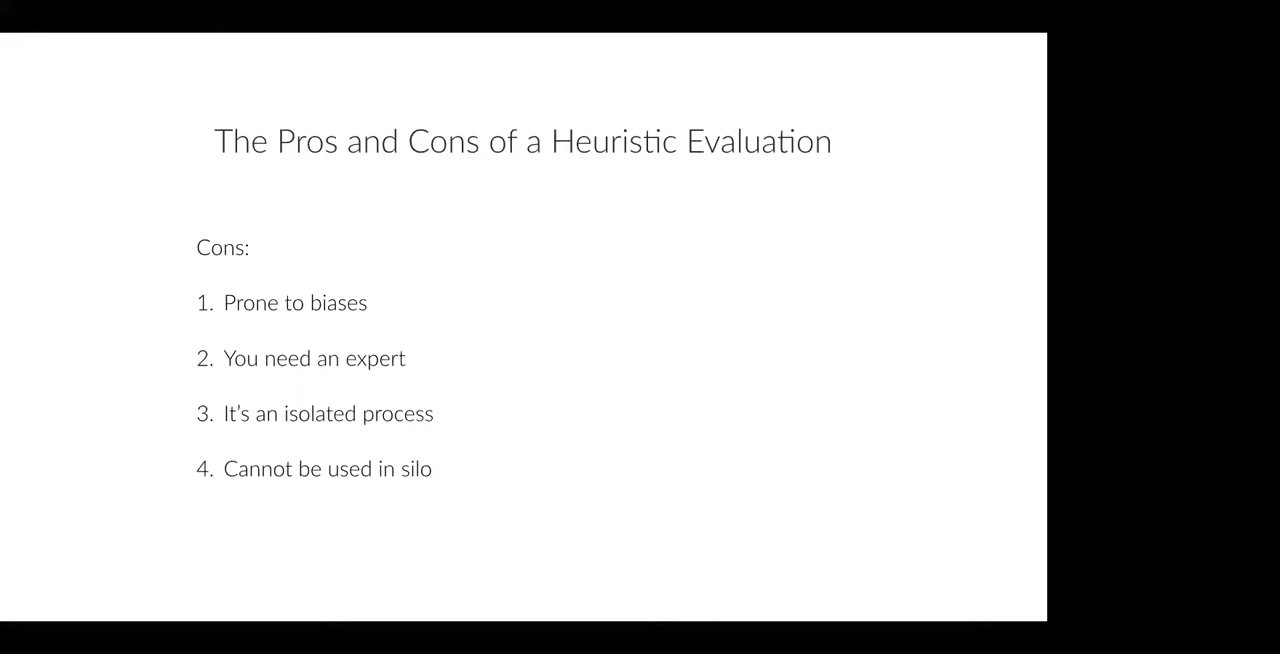 The Pros and Cons of a Heuristic Evaluation
Cons:
1. Prone to biases
2. You need an expert
3. It’s an isolated process
4. Cannot be used in silo